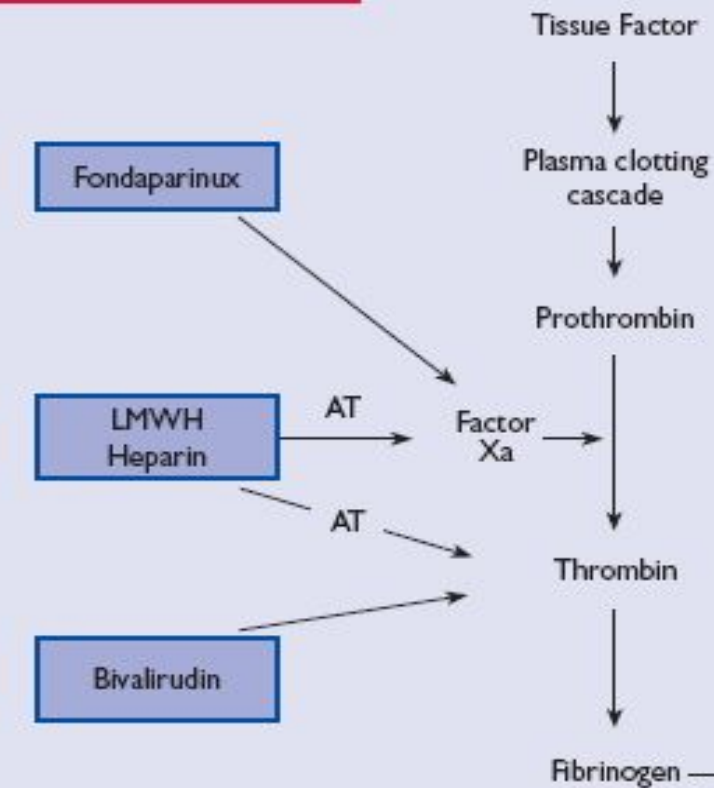 Tissue Factor
Plasma clotting
cascade
Fondaparinux
Prothrombin
LMWH
Heparin
AT
Factor
Xa
AT
Thrombin
Bivalirudin
Fibrinogen